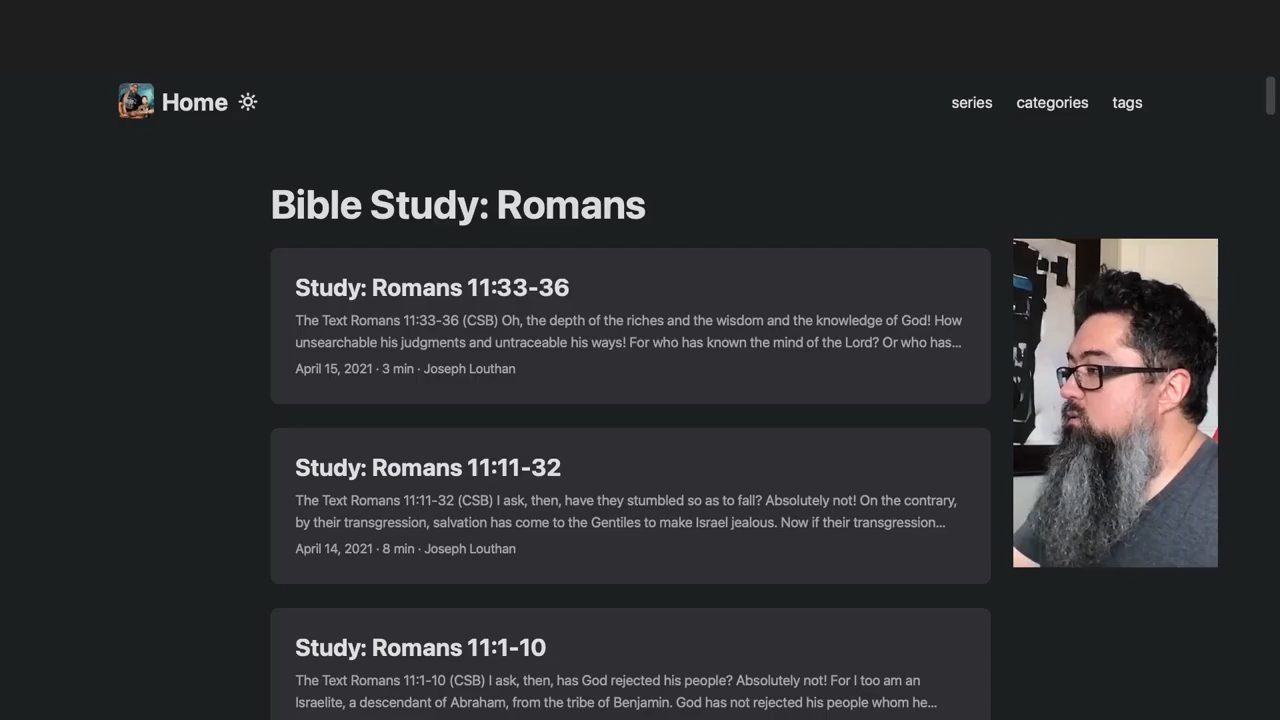 Home
series categories tags
Bible Study: Romans
Study: Romans 11:33-36
The Text Romans 11:33-36 (CSB) Oh, the depth of the riches and the wisdom and the knowledge of God! How
unsearchable his judgments and untraceable his ways! For who has known the mind of the Lord? Or who has...
April 15, 2021 · 3 min · Joseph Louthan
Study: Romans 11:11-32
The Text Romans 11:11-32 (CSB) I ask, then, have they stumbled so as to fall? Absolutely not! On the contrary,
by their transgression, salvation has come to the Gentiles to make Israel jealous. Now if their transgression...
April 14, 2021 · 8 min · Joseph Louthan
Study: Romans 11:1-10
The Text Romans 11:1-10 (CSB) I ask, then, has God rejected his people? Absolutely not! For I too am an
Israelite, a descendant of Abraham, from the tribe of Benjamin. God has not rejected his people whom he...